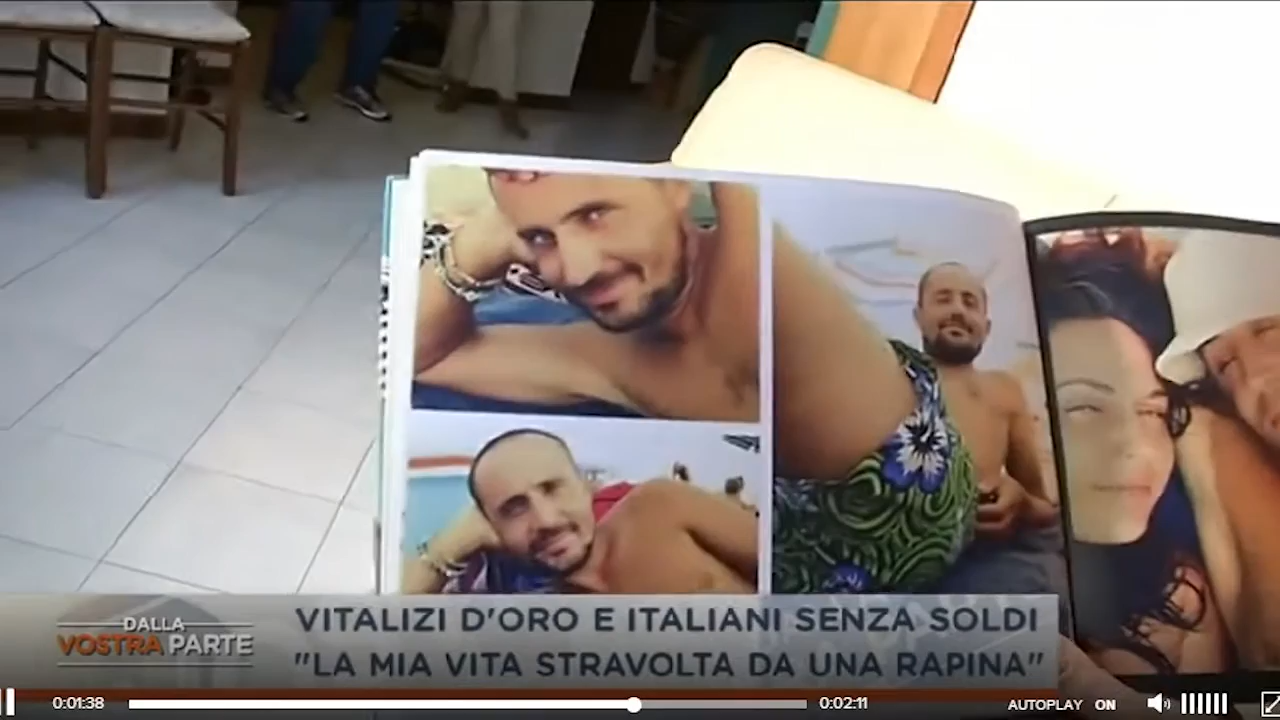 DALLA
VOSTRA PARTE
VITALIZI D'ORO E ITALIANI SENZA SOLDI
"LA MIA VITA STRAVOLTA DA UNA RAPINA"
0:01:38
0:02:11
AUTOPLAY ON